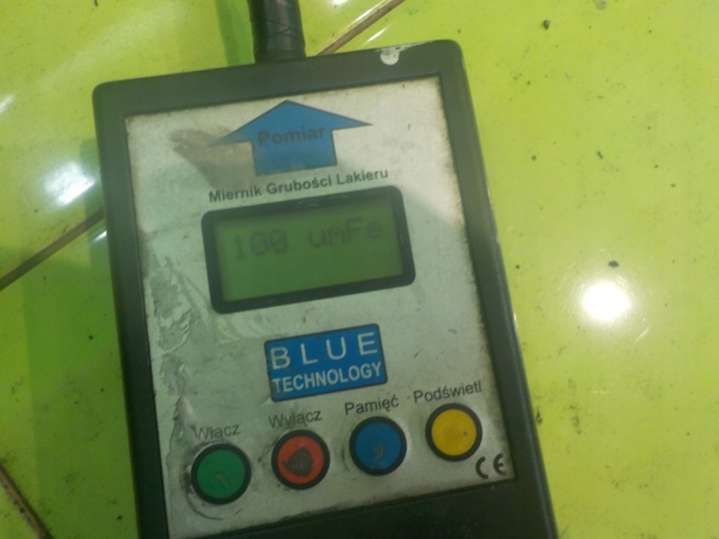 Pomiar
Miernik Grubości Lakieru
100 umFe
BLUE
TECHNOLOGY
Włącz Wyłącz Pamięć Podświetl
CE